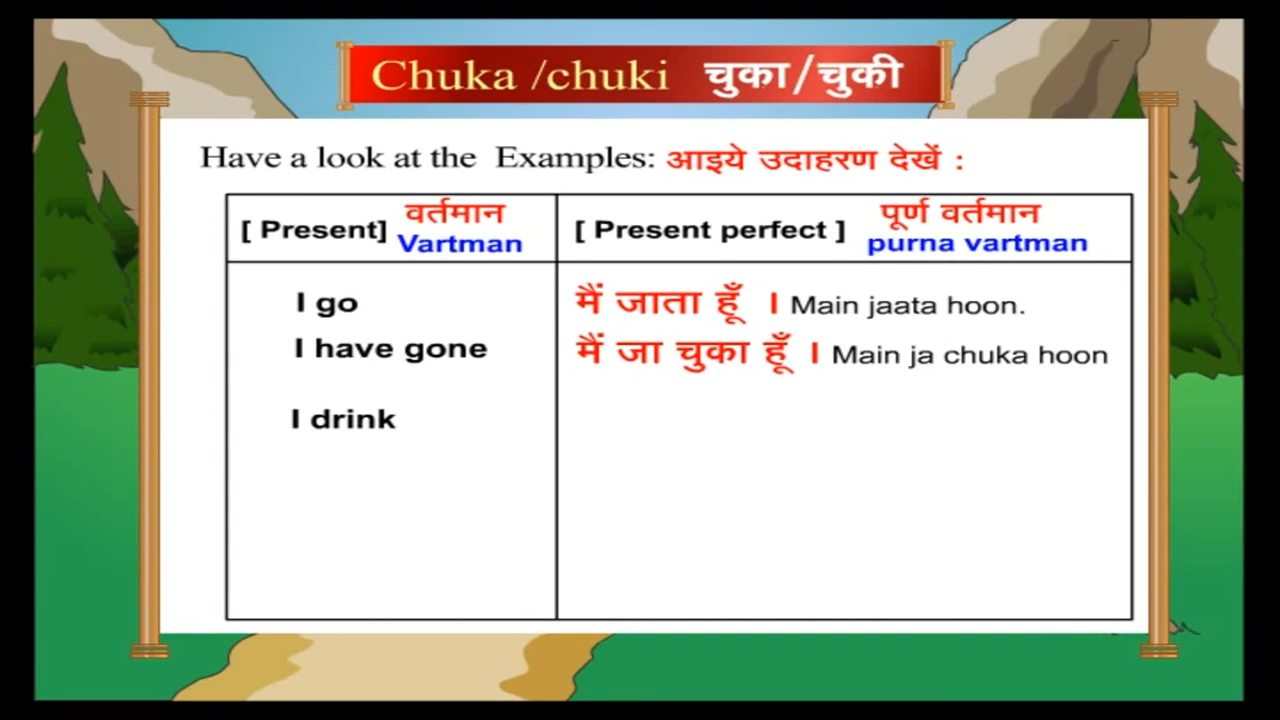 Chuka /chuki चुका/चुकी
Have a look at the Examples: आइये उदाहरण देखें :
[ Present] वर्तमान Vartman
[ Present perfect ] पूर्ण वर्तमान purna vartman
I go मैं जाता हूँ । Main jaata hoon.
I have gone मैं जा चुका हूँ । Main ja chuka hoon
I drink